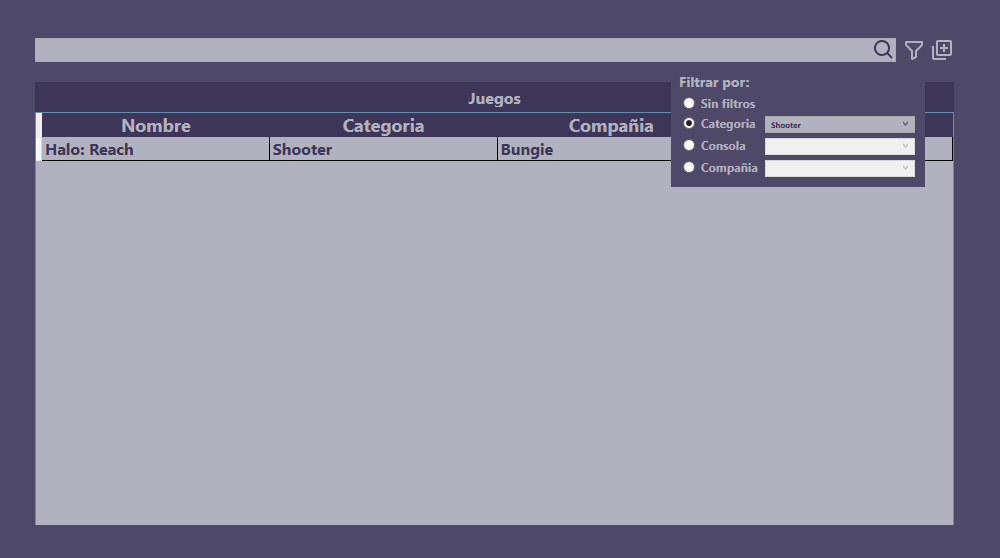 Filtrar por:
Juegos
Sin filtros
Nombre Categoria Compañia
Categoria Shooter
Halo: Reach Shooter Bungie
Consola
Compañia